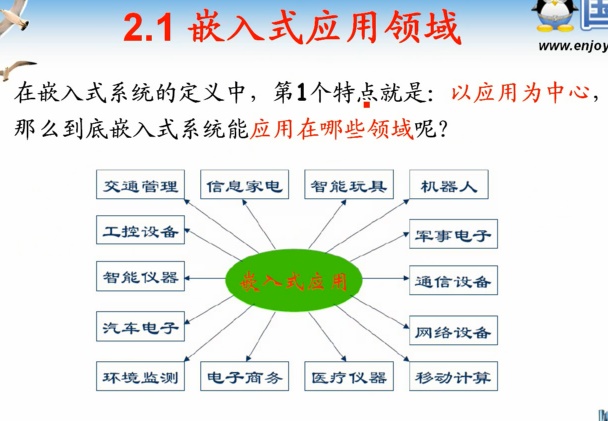 2.1 嵌入式应用领域
www.enjoy
在嵌入式系统的定义中，第1个特点就是：以应用为中心，
那么到底嵌入式系统能应用在哪些领域呢？
交通管理 信息家电 智能玩具 机器人
工控设备 军事电子
智能仪器 嵌入式应用 通信设备
汽车电子 网络设备
环境监测 电子商务 医疗仪器 移动计算